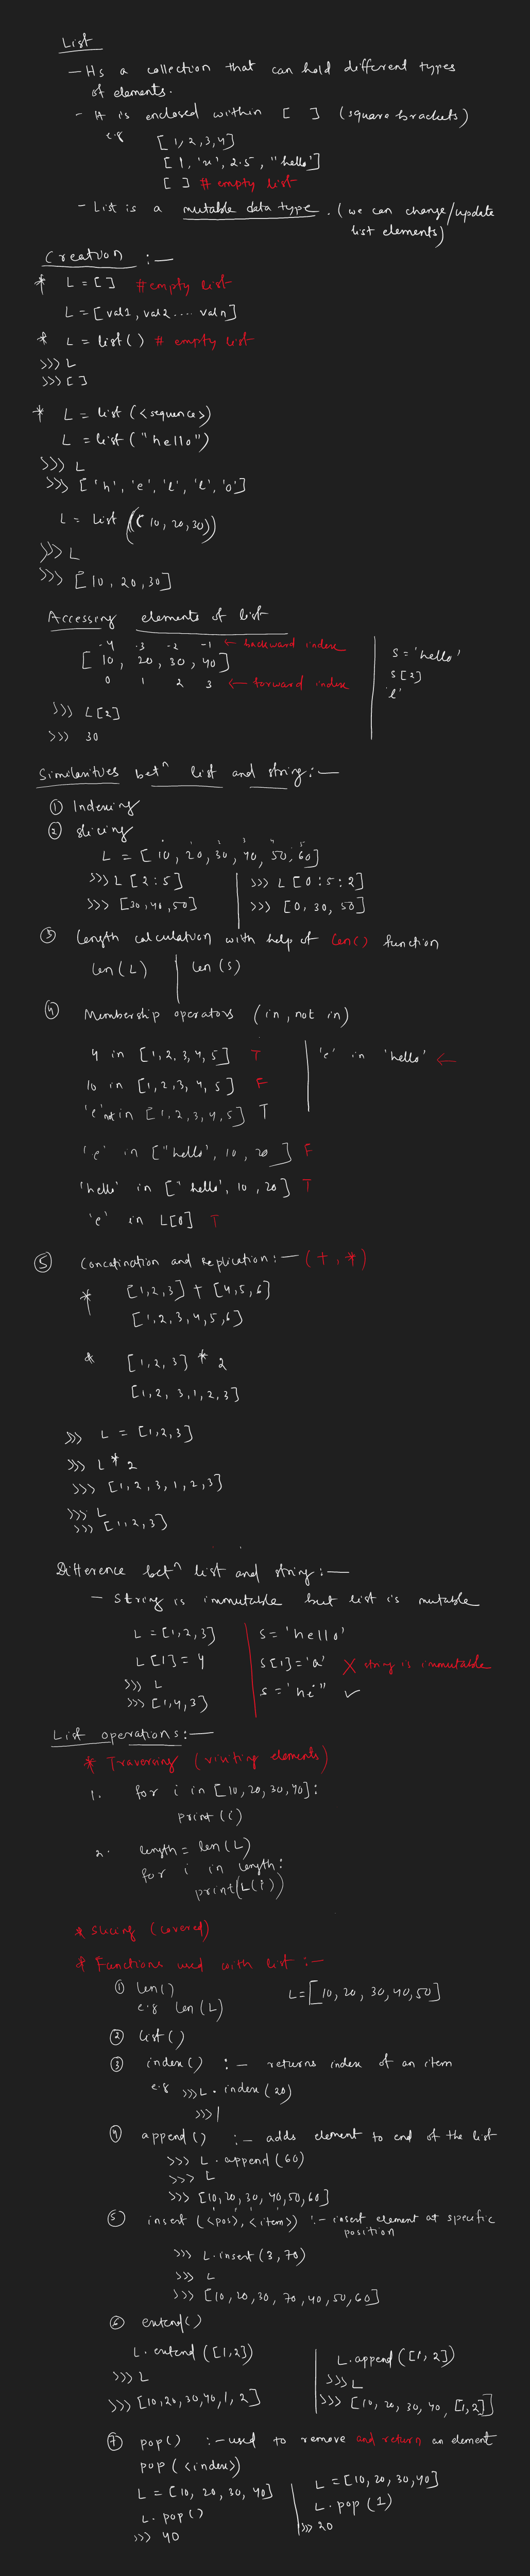 List
- It is a collection that can hold different types
of elements.
- It is enclosed within [ ] (square brackets)
e.g [1,2,3,4]
[1, 'n', 2.5, "hello"]
[ ] # empty list
- List is a mutable data type. (we can change/update
list elements)
Creation :-
* L = [] # empty list
L = [val1, val2 .... valn]
* L = list() # empty list
>>> L
>>> []
* L = list (<sequence>)
L = list("hello")
>>> L
>>> ['h', 'e', 'l', 'l', 'o']
L = list ((10, 20, 30))
>>> L
>>> [10, 20, 30]
Accessing elements of list
-4 -3 -2 -1 ← backward index
[10, 20, 30, 40]
0 1 2 3 ← forward index
>>> L[2]
>>> 30
s = 'hello'
s[2]
'l'
Similarities betn list and string :-
① Indexing
② slicing
0 1 2 3 4 5
L = [10, 20, 30, 40, 50, 60]
>>> L[2:5]
>>> [30, 40, 50]
>>> L[0:5:2]
>>> [0, 30, 50]
③ length calculation with help of len() function
len(L) len(s)
④ Membership operators (in, not in)
4 in [1,2,3,4,5] T
10 in [1,2,3,4,5] F
'e' not in [1,2,3,4,5] T
'e' in 'hello' ←
'e' in ["hello', 10, 20] F
'hello' in ["hello', 10, 20] T
'e' in L[0] T
⑤ Concatination and Replication :- (+, *)
* [1,2,3] + [4,5,6]
[1,2,3,4,5,6]
* [1,2,3] * 2
[1,2,3,1,2,3]
>>> L = [1,2,3]
>>> L * 2
>>> [1,2,3,1,2,3]
>>> L
>>> [1,2,3]
Difference betn list and string :-
- String is immutable but list is mutable
L = [1,2,3]
L[1] = 4
>>> L
>>> [1,4,3]
s = 'hello'
s[1] = 'a' X string is immutable
s = 'hi" ✓
List operations :-
* Traversing (visiting elements)
1. for i in [10,20,30,40]:
print(i)
2. length = len(L)
for i in length:
print(L[i])
* Slicing (covered)
* Functions used with list :-
① len() L = [10, 20, 30, 40, 50]
e.g len(L)
② list()
③ index() :- returns index of an item
e.g >>> L.index(20)
>>> 1
④ append() :- adds element to end of the list
>>> L.append(60)
>>> L
>>> [10, 20, 30, 40, 50, 60]
⑤ insert (<pos>, <item>) :- insert element at specific
position
>>> L.insert(3, 70)
>>> L
>>> [10, 20, 30, 70, 40, 50, 60]
⑥ extend()
L.extend([1,2])
>>> L
>>> [10, 20, 30, 40, 1, 2]
L.append([1,2])
>>> L
>>> [10, 20, 30, 40, [1,2]]
⑦ pop() :- used to remove and return an element
pop(<index>)
L = [10, 20, 30, 40]
L.pop()
>>> 40
L = [10, 20, 30, 40]
L.pop(1)
>>> 20